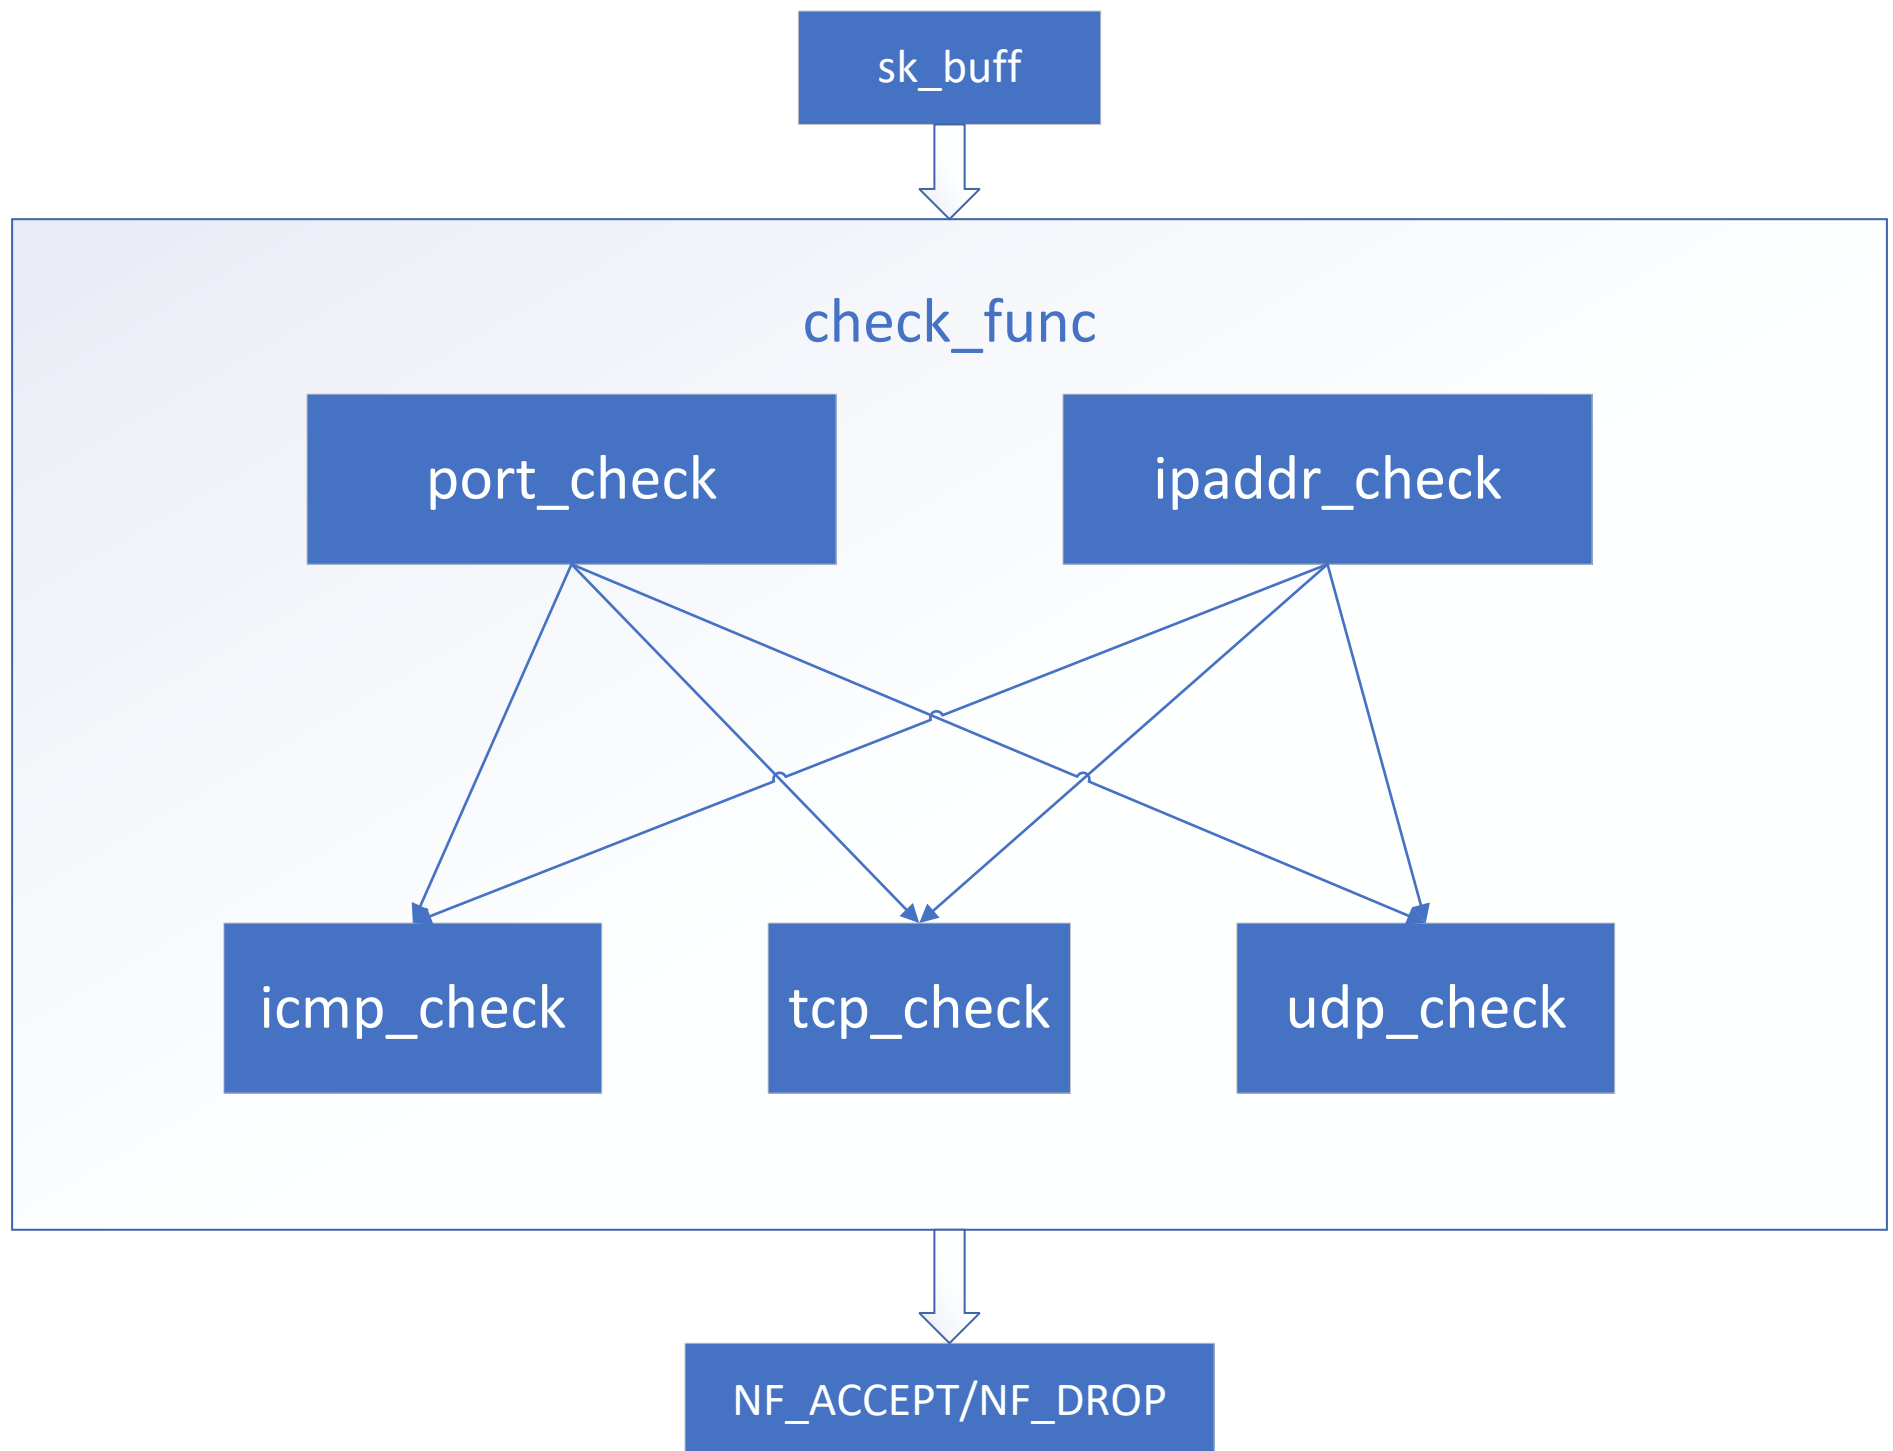 sk_buff
check_func
port_check
ipaddr_check
icmp_check
tcp_check
udp_check
NF_ACCEPT/NF_DROP